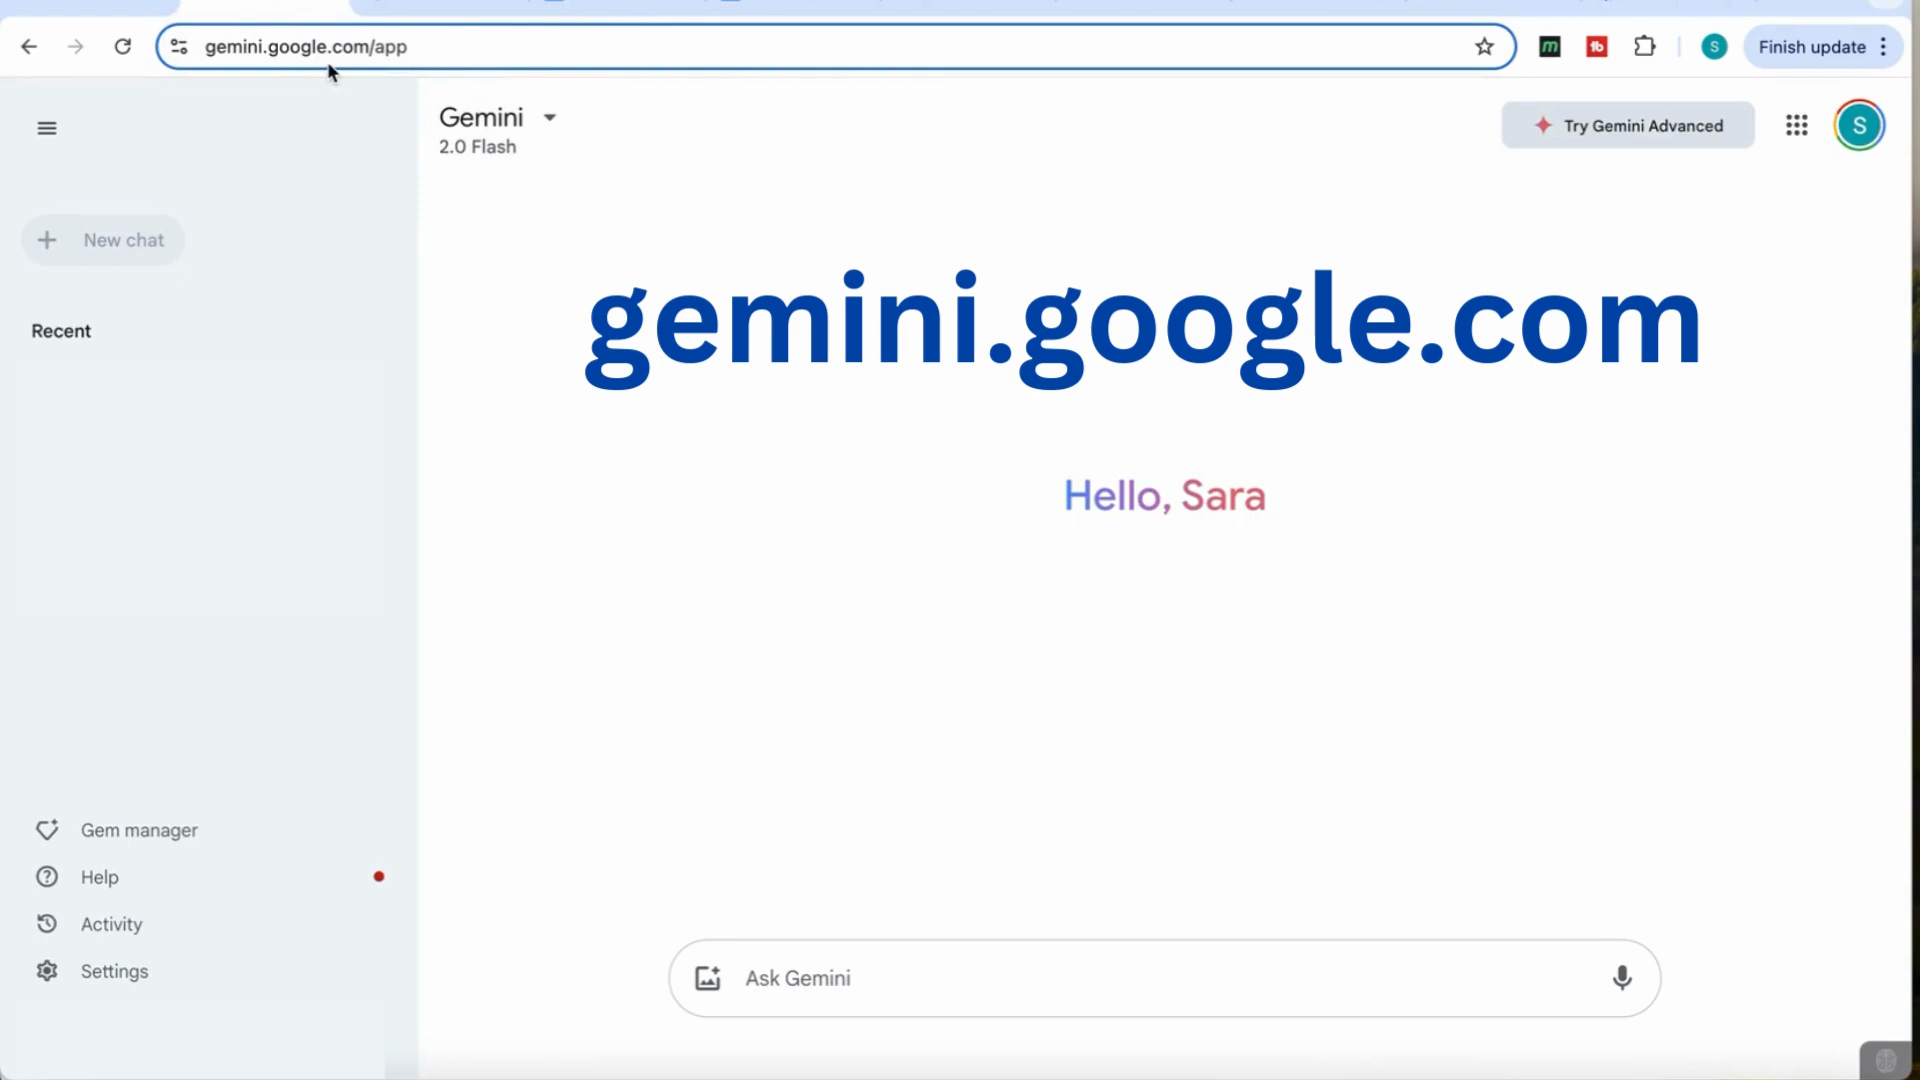 gemini.google.com/app
m
tb
S
Finish update
Gemini
2.0 Flash
Try Gemini Advanced
S
New chat
gemini.google.com
Recent
Hello, Sara
Gem manager
Help
Activity
Settings
Ask Gemini